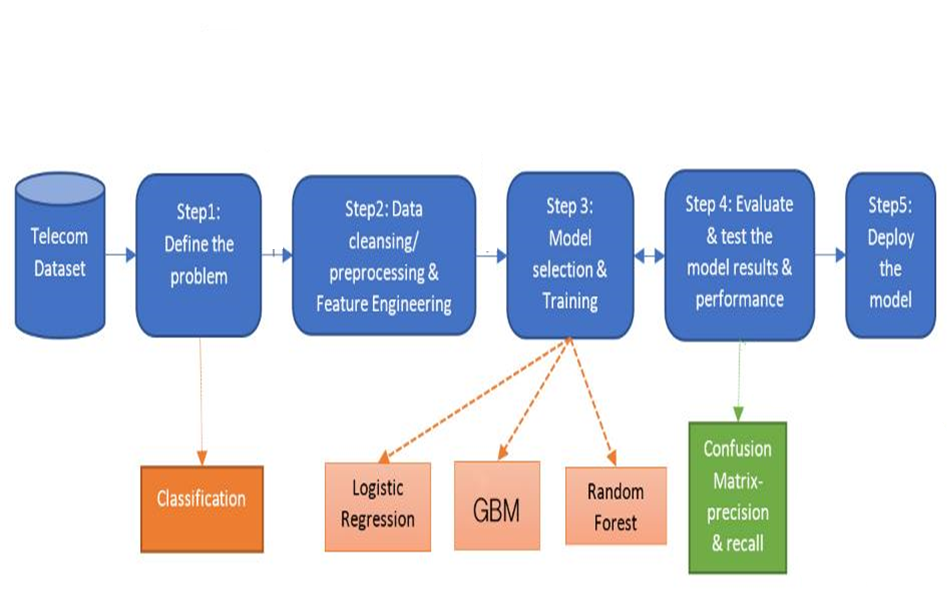 Telecom
Dataset
Step1:
Define the
problem
Step2: Data
cleansing/
preprocessing &
Feature Engineering
Step 3:
Model
selection &
Training
Step 4: Evaluate
& test the
model results &
performance
Step5:
Deploy
the
model
Classification
Logistic
Regression
GBM
Random
Forest
Confusion
Matrix-
precision
& recall